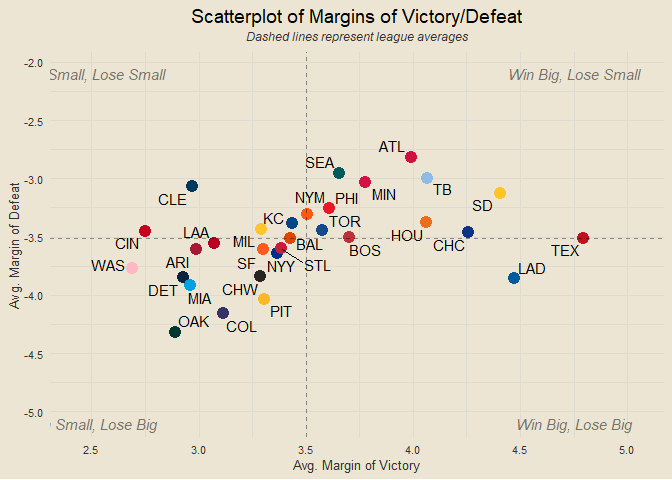 Scatterplot of Margins of Victory/Defeat
Dashed lines represent league averages
-2.0
Small, Lose Small
Win Big, Lose Small
-2.5
ATL
SEA
-3.0
TB
MIN
CLE
SD
NYM
PHI
KC
TOR
LAA
HOU
CIN
MIL
BAL
CHC
-3.5
BOS
TEX
ARI
WAS
SF
NYY
STL
LAD
DET
CHW
MIA
-4.0
PIT
OAK
COL
-4.5
-5.0
Small, Lose Big
Win Big, Lose Big
2.5
3.0
3.5
4.0
4.5
5.0
Avg. Margin of Victory
Avg. Margin of Defeat